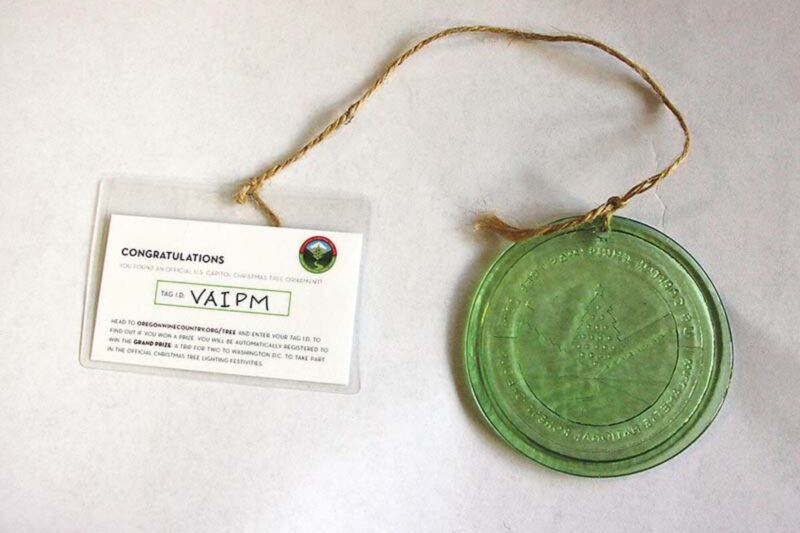 CONGRATULATIONS
YOU FOUND AN OFFICIAL U.S. CAPITOL CHRISTMAS TREE ORNAMENT!
TAG I.D. VAIPM
HEAD TO OREGONWINECOUNTRY.ORG/TREE AND ENTER YOUR TAG I.D. TO
FIND OUT IF YOU WON A PRIZE. YOU WILL BE AUTOMATICALLY REGISTERED TO
WIN THE GRAND PRIZE: A TRIP FOR TWO TO WASHINGTON D.C. TO TAKE PART
IN THE OFFICIAL CHRISTMAS TREE LIGHTING FESTIVITIES.